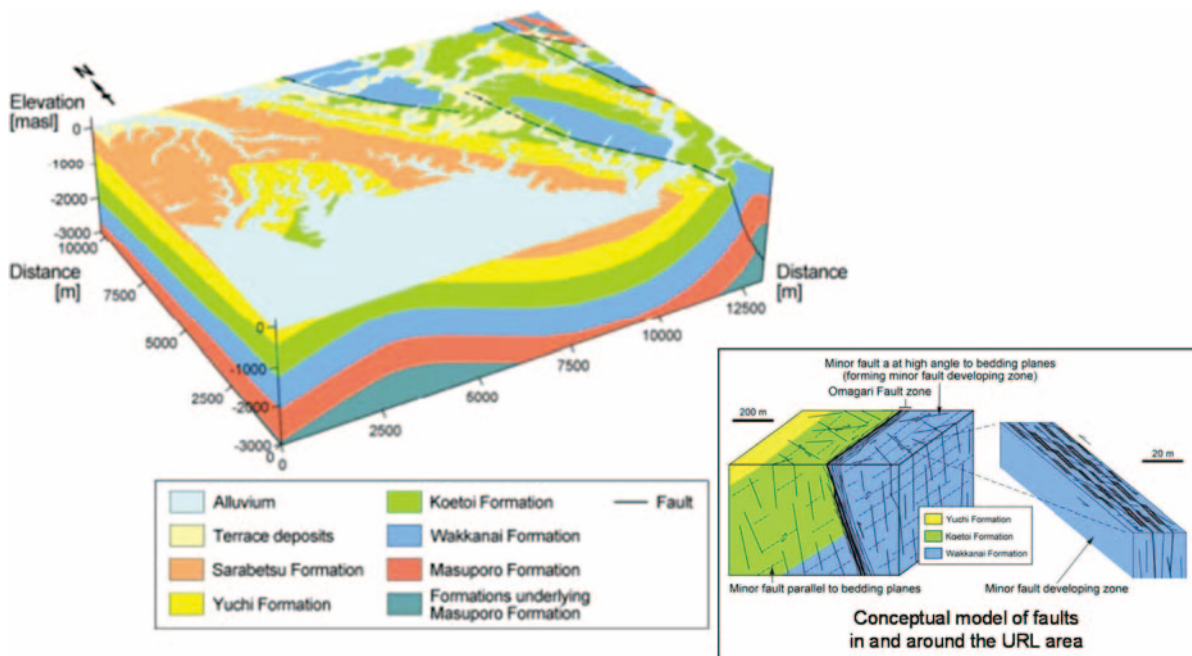 N
Elevation
[masl]
0
-1000
-2000
-3000
10000
Distance
[m]
7500
5000
2500
0
0
-1000
-2000
-3000
0
2500
5000
7500
10000
12500
Distance
[m]
Alluvium
Terrace deposits
Sarabetsu Formation
Yuchi Formation
Koetoi Formation
Wakkanai Formation
Masuporo Formation
Formations underlying
Masuporo Formation
Fault
Minor fault a at high angle to bedding planes
(forming minor fault developing zone)
Omagari Fault zone
200 m
20 m
Yuchi Formation
Koetoi Formation
Wakkanai Formation
Minor fault parallel to bedding planes
Minor fault developing zone
Conceptual model of faults
in and around the URL area